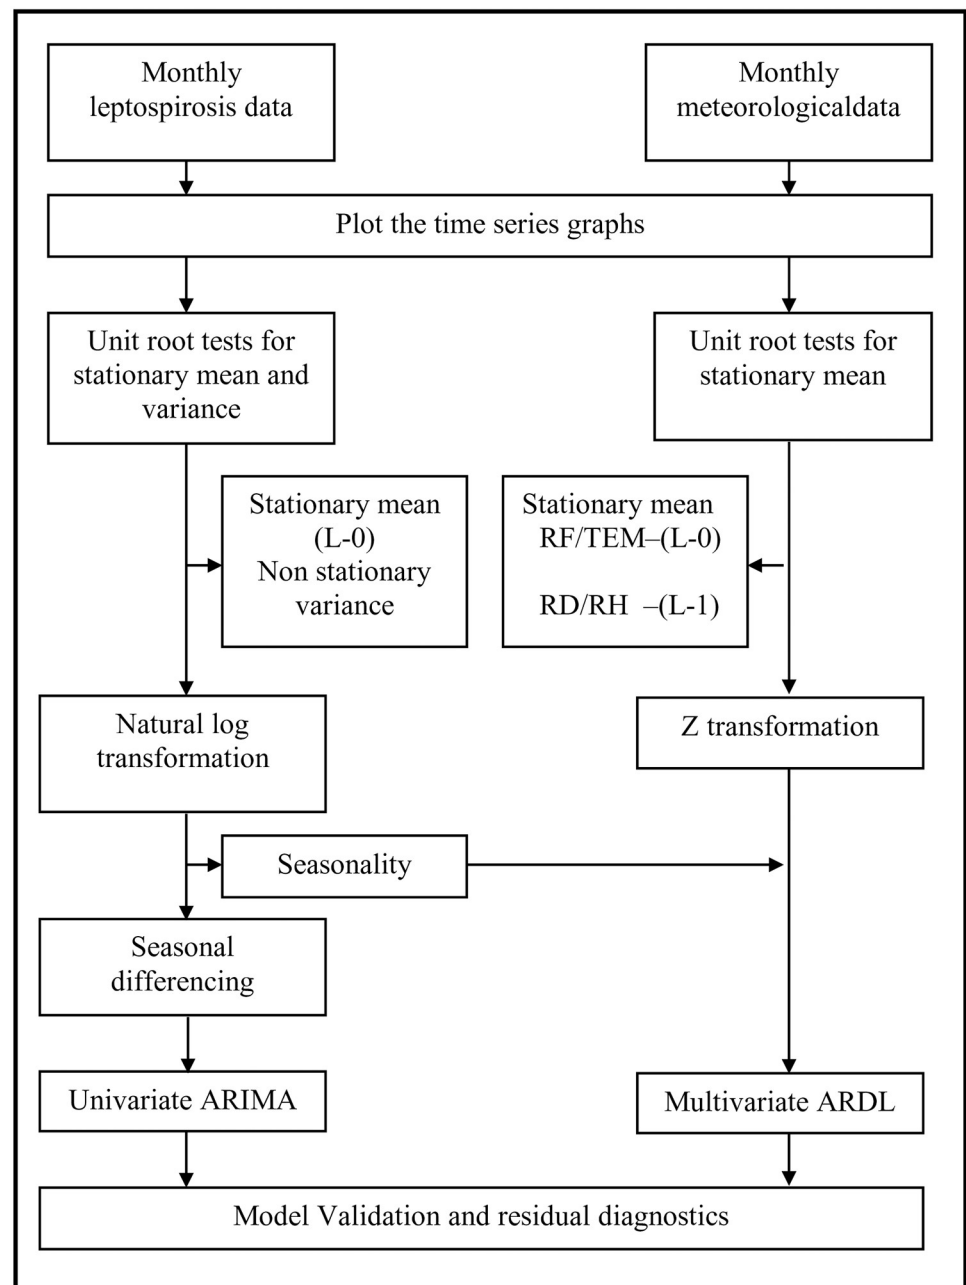 Monthly
leptospirosis data
Monthly
meteorologicaldata
Plot the time series graphs
Unit root tests for
stationary mean and
variance
Unit root tests for
stationary mean
Stationary mean
(L-0)
Non stationary
variance
Stationary mean
RF/TEM–(L-0)
RD/RH –(L-1)
Natural log
transformation
Z transformation
Seasonality
Seasonal
differencing
Univariate ARIMA
Multivariate ARDL
Model Validation and residual diagnostics